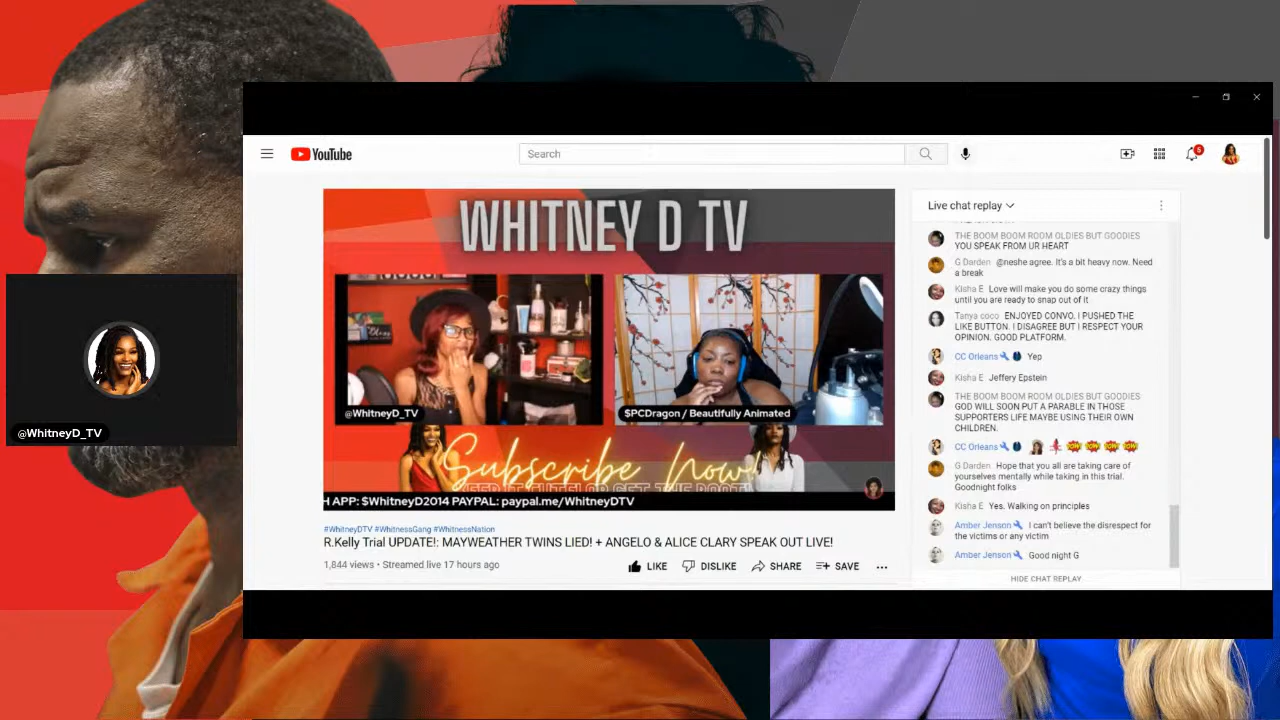 YouTube
Search
5
WHITNEY D TV
@WhitneyD_TV
$PCDragon / Beautifully Animated
Subscribe Now!
H APP: $WhitneyD2014 PAYPAL: paypal.me/WhitneyDTV
#WhitneyDTV #WhitnessGang #WhitnessNation
R.Kelly Trial UPDATE!: MAYWEATHER TWINS LIED! + ANGELO & ALICE CLARY SPEAK OUT LIVE!
1,844 views • Streamed live 17 hours ago
LIKE DISLIKE SHARE SAVE
Live chat replay
THE BOOM BOOM ROOM OLDIES BUT GOODIES
YOU SPEAK FROM UR HEART
G Darden @neshe agree. It's a bit heavy now. Need
a break
Kisha E Love will make you do some crazy things
until you are ready to snap out of it
Tanya coco ENJOYED CONVO. I PUSHED THE
LIKE BUTTON. I DISAGREE BUT I RESPECT YOUR
OPINION. GOOD PLATFORM.
CC Orleans Yep
Kisha E Jeffery Epstein
THE BOOM BOOM ROOM OLDIES BUT GOODIES
GOD WILL SOON PUT A PARABLE IN THOSE
SUPPORTERS LIFE MAYBE USING THEIR OWN
CHILDREN.
CC Orleans
G Darden Hope that you all are taking care of
yourselves mentally while in this trial.
Goodnight folks
Kisha E Yes. Walking on principles
Amber Jenson I can't believe the disrespect for
the victims or any victim
Amber Jenson Good night G
HIDE CHAT REPLAY
@WhitneyD_TV